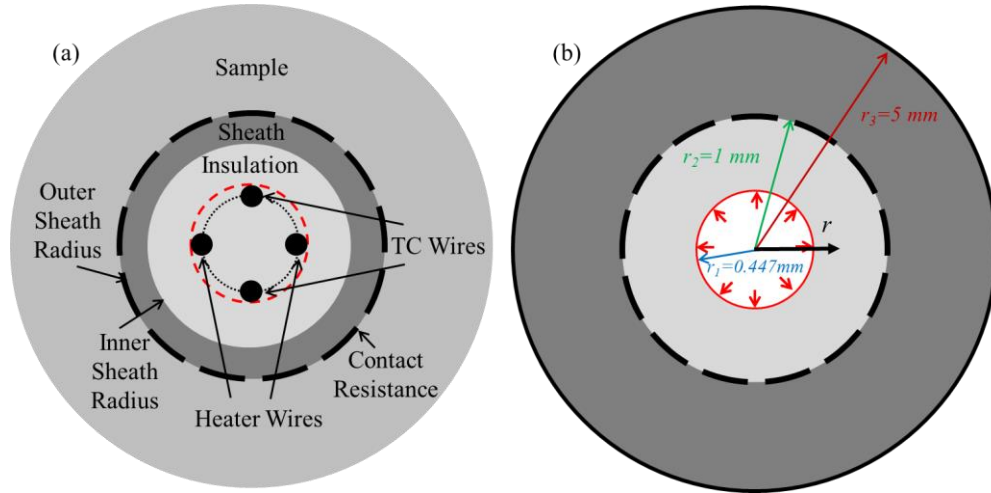 (a)
Sample
Sheath
Insulation
Outer
Sheath
Radius
TC Wires
Inner
Sheath
Radius
Contact
Resistance
Heater Wires
(b)
r₃=5 mm
r₂=1 mm
r
r₁=0.447mm